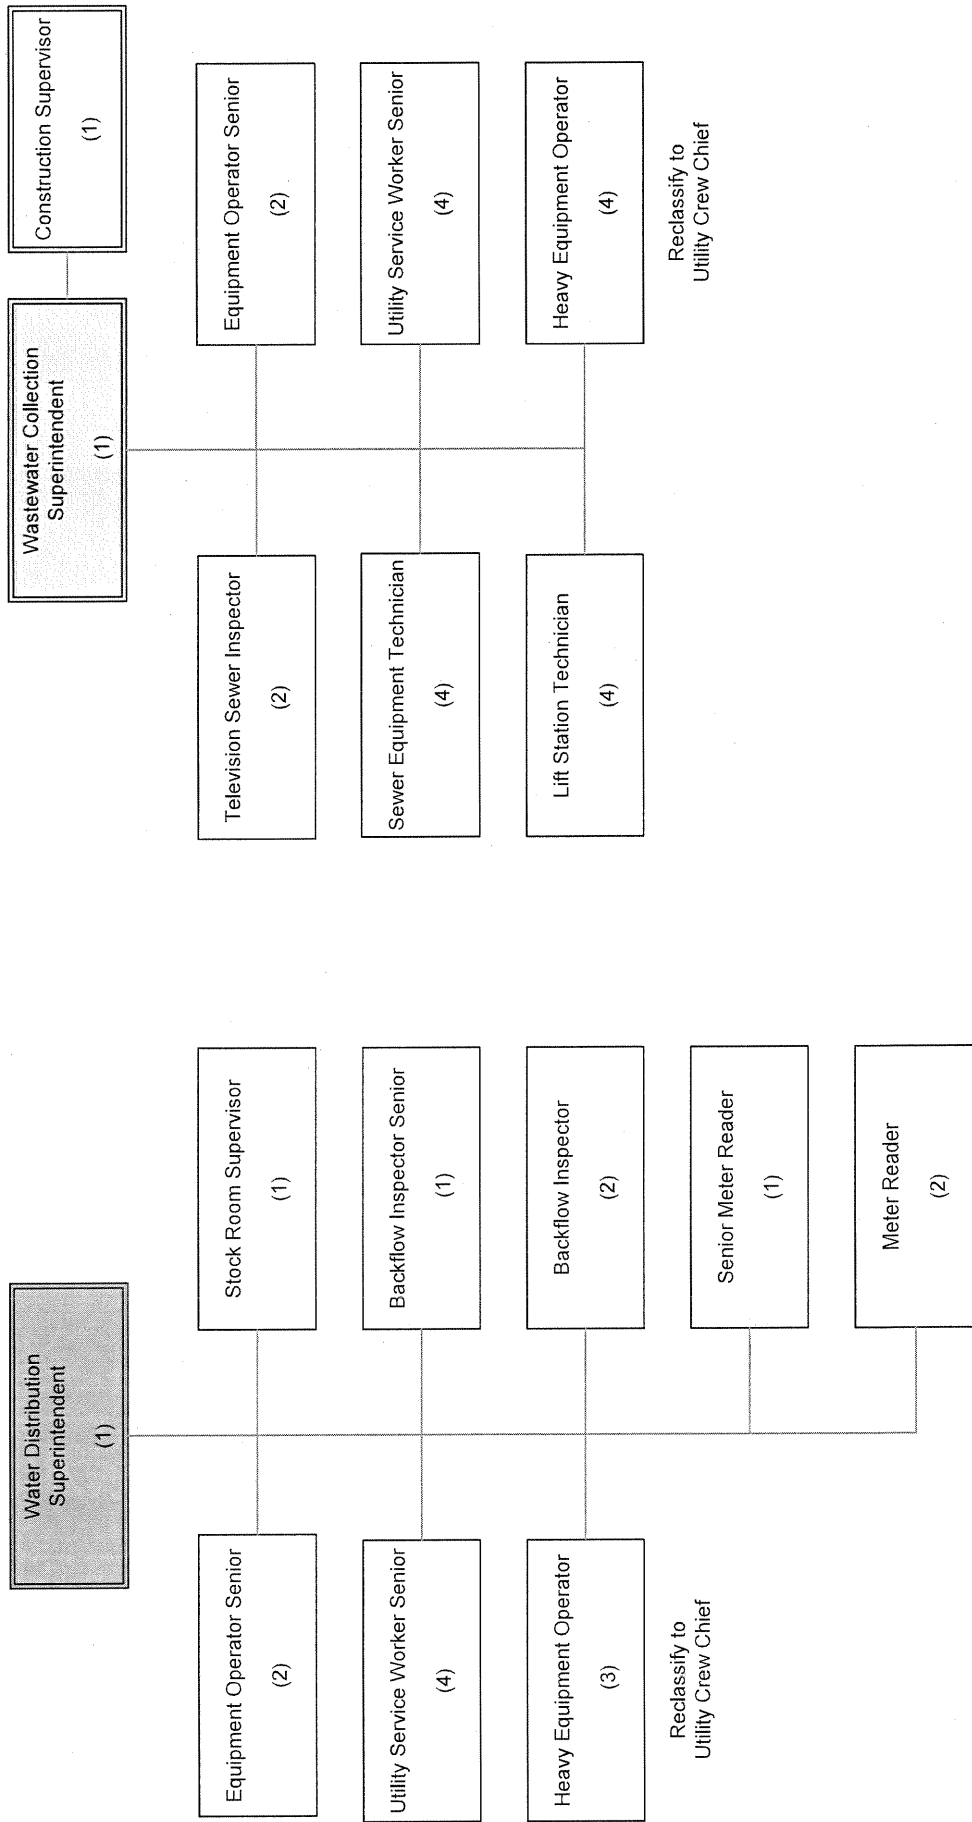 Water Distribution
Superintendent
(1)
Equipment Operator Senior
(2)
Stock Room Supervisor
(1)
Utility Service Worker Senior
(4)
Backflow Inspector Senior
(1)
Heavy Equipment Operator
(3)
Backflow Inspector
(2)
Reclassify to
Utility Crew Chief
Senior Meter Reader
(1)
Meter Reader
(2)
Wastewater Collection
Superintendent
(1)
Construction Supervisor
(1)
Television Sewer Inspector
(2)
Equipment Operator Senior
(2)
Sewer Equipment Technician
(4)
Utility Service Worker Senior
(4)
Lift Station Technician
(4)
Heavy Equipment Operator
(4)
Reclassify to
Utility Crew Chief